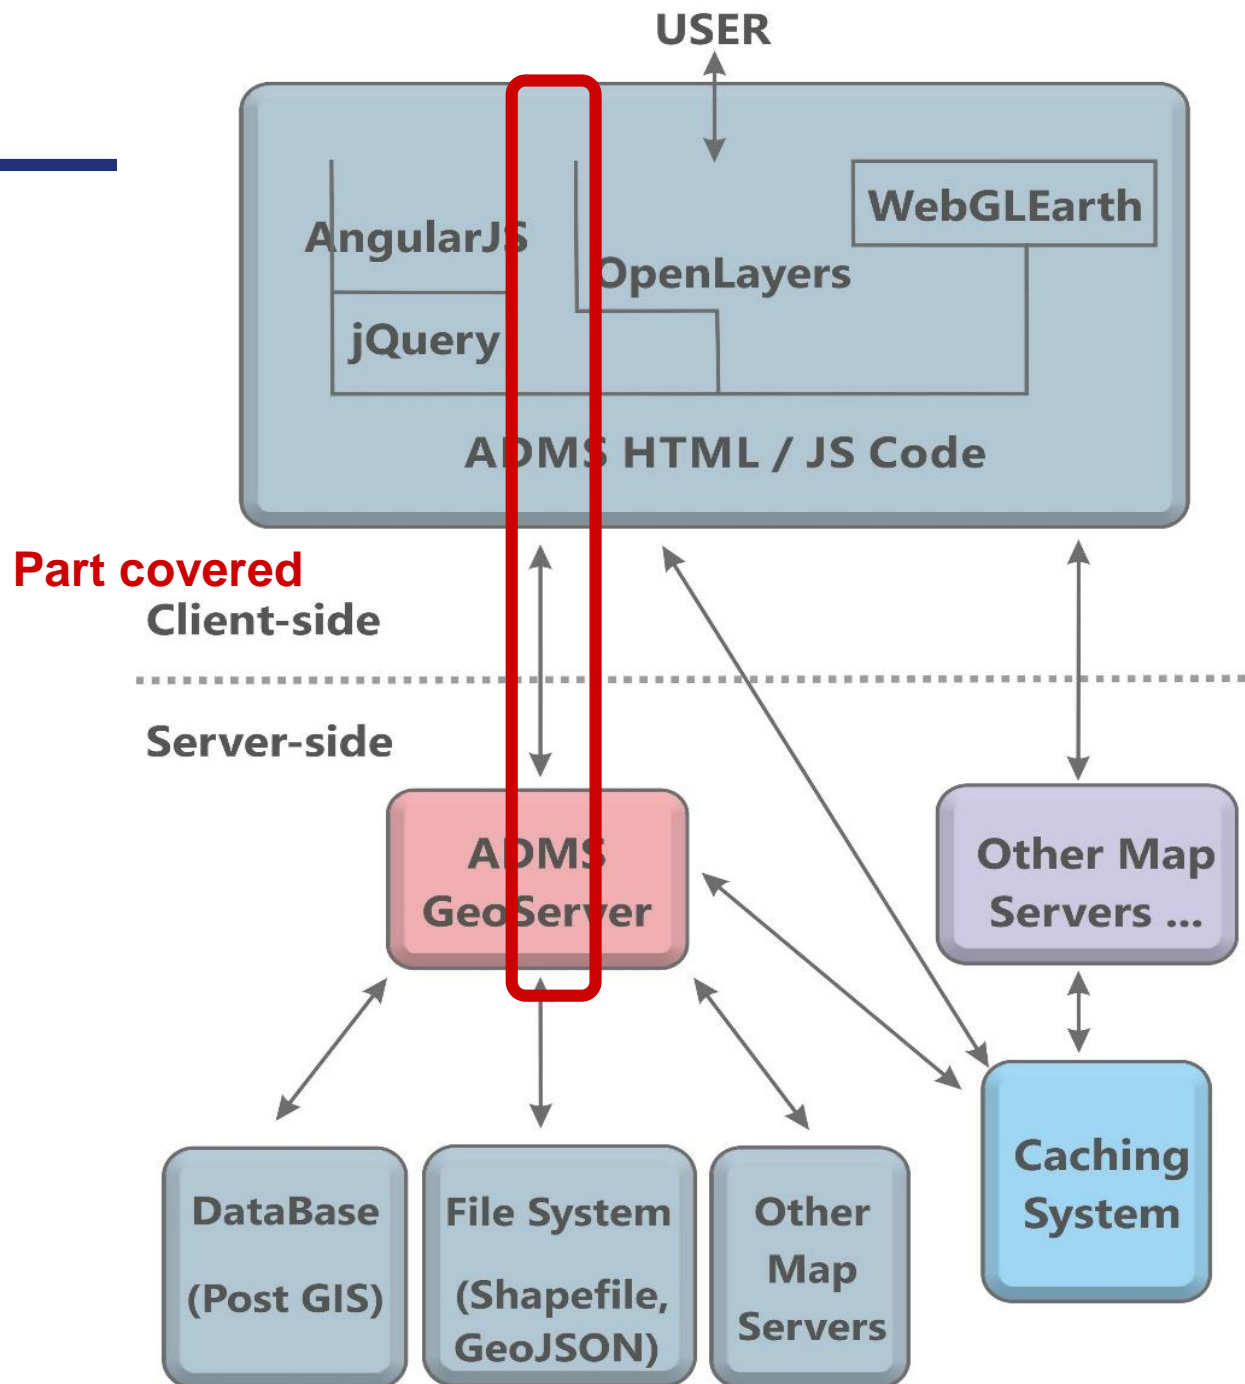 USER
WebGLEarth
AngularJS
OpenLayers
jQuery
ADMS HTML / JS Code
Part covered
Client-side
Server-side
ADMS
GeoServer
Other Map
Servers ...
Caching
System
DataBase
(Post GIS)
File System
(Shapefile,
GeoJSON)
Other
Map
Servers